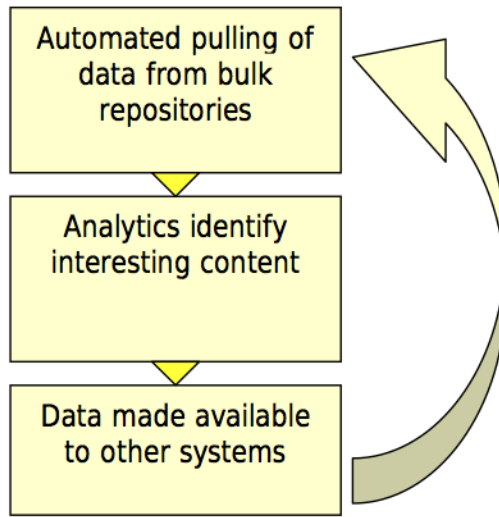 Automated pulling of
data from bulk
repositories
Analytics identify
interesting content
Data made available
to other systems